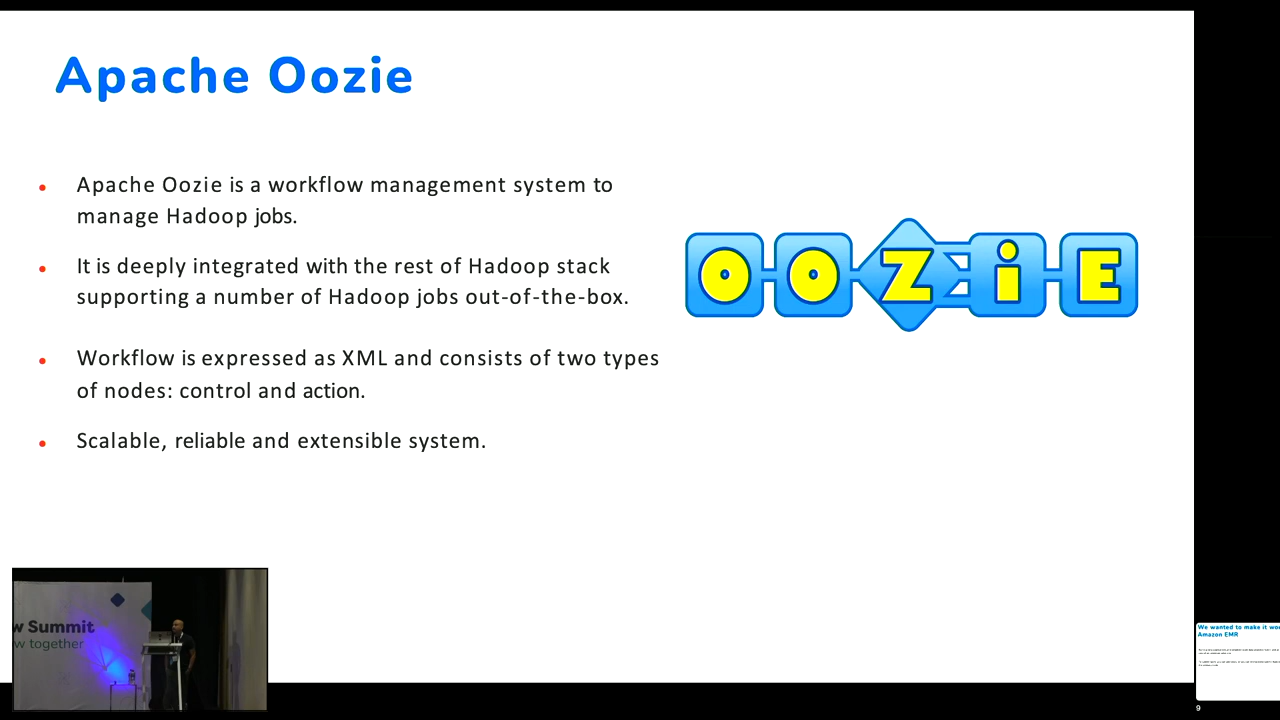 Apache Oozie
Apache Oozie is a workflow management system to
manage Hadoop jobs.
It is deeply integrated with the rest of Hadoop stack
supporting a number of Hadoop jobs out-of-the-box.
Workflow is expressed as XML and consists of two types
of nodes: control and action.
Scalable, reliable and extensible system.
OOZiE
w Summit
w together
We wanted to make it wo
Amazon EMR
9